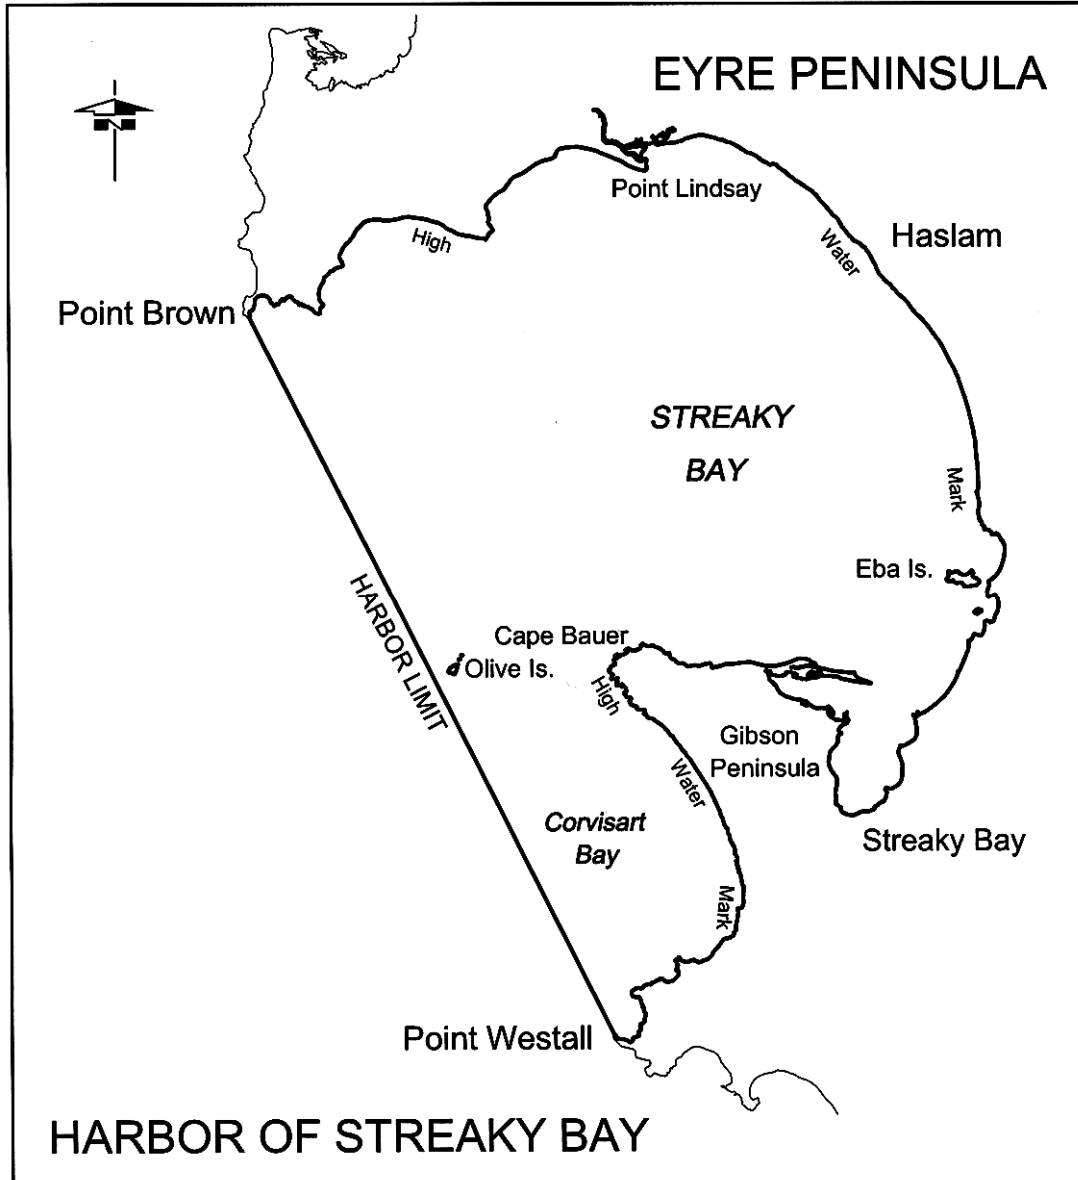 EYRE PENINSULA
N
Point Lindsay
High
Water
Haslam
Point Brown
STREAKY
BAY
Mark
Eba Is.
HARBOR LIMIT
Cape Bauer
Olive Is.
High
Gibson
Peninsula
Water
Corvisart
Bay
Streaky Bay
Mark
Point Westall
HARBOR OF STREAKY BAY